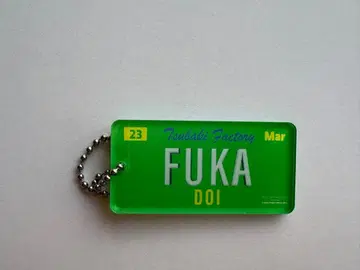 23 Tsubaki Factory Mar
FUKA
DOI